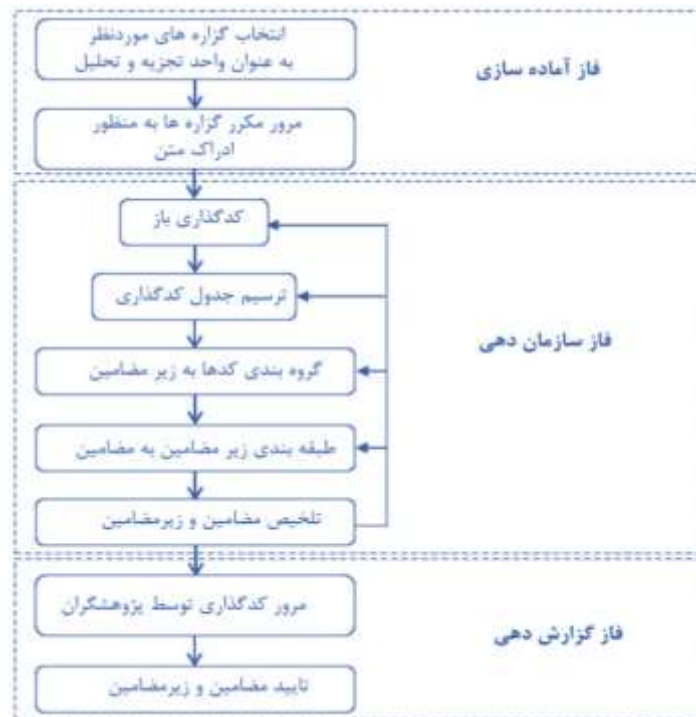 انتخاب گزاره های موردنظر
به عنوان واحد تجزیه و تحلیل
فاز آماده سازی
مرور مکرر گزاره ها به منظور
ادراک متن
کدگذاری باز
ترسیم جدول کدگذاری
فاز سازمان دهی
گروه بندی کدها به زیر مضامین
طبقه بندی زیر مضامین به مضامین
تلخیص مضامین و زیرمضامین
مرور کدگذاری توسط پژوهشگران
فاز گزارش دهی
تایید مضامین و زیرمضامین